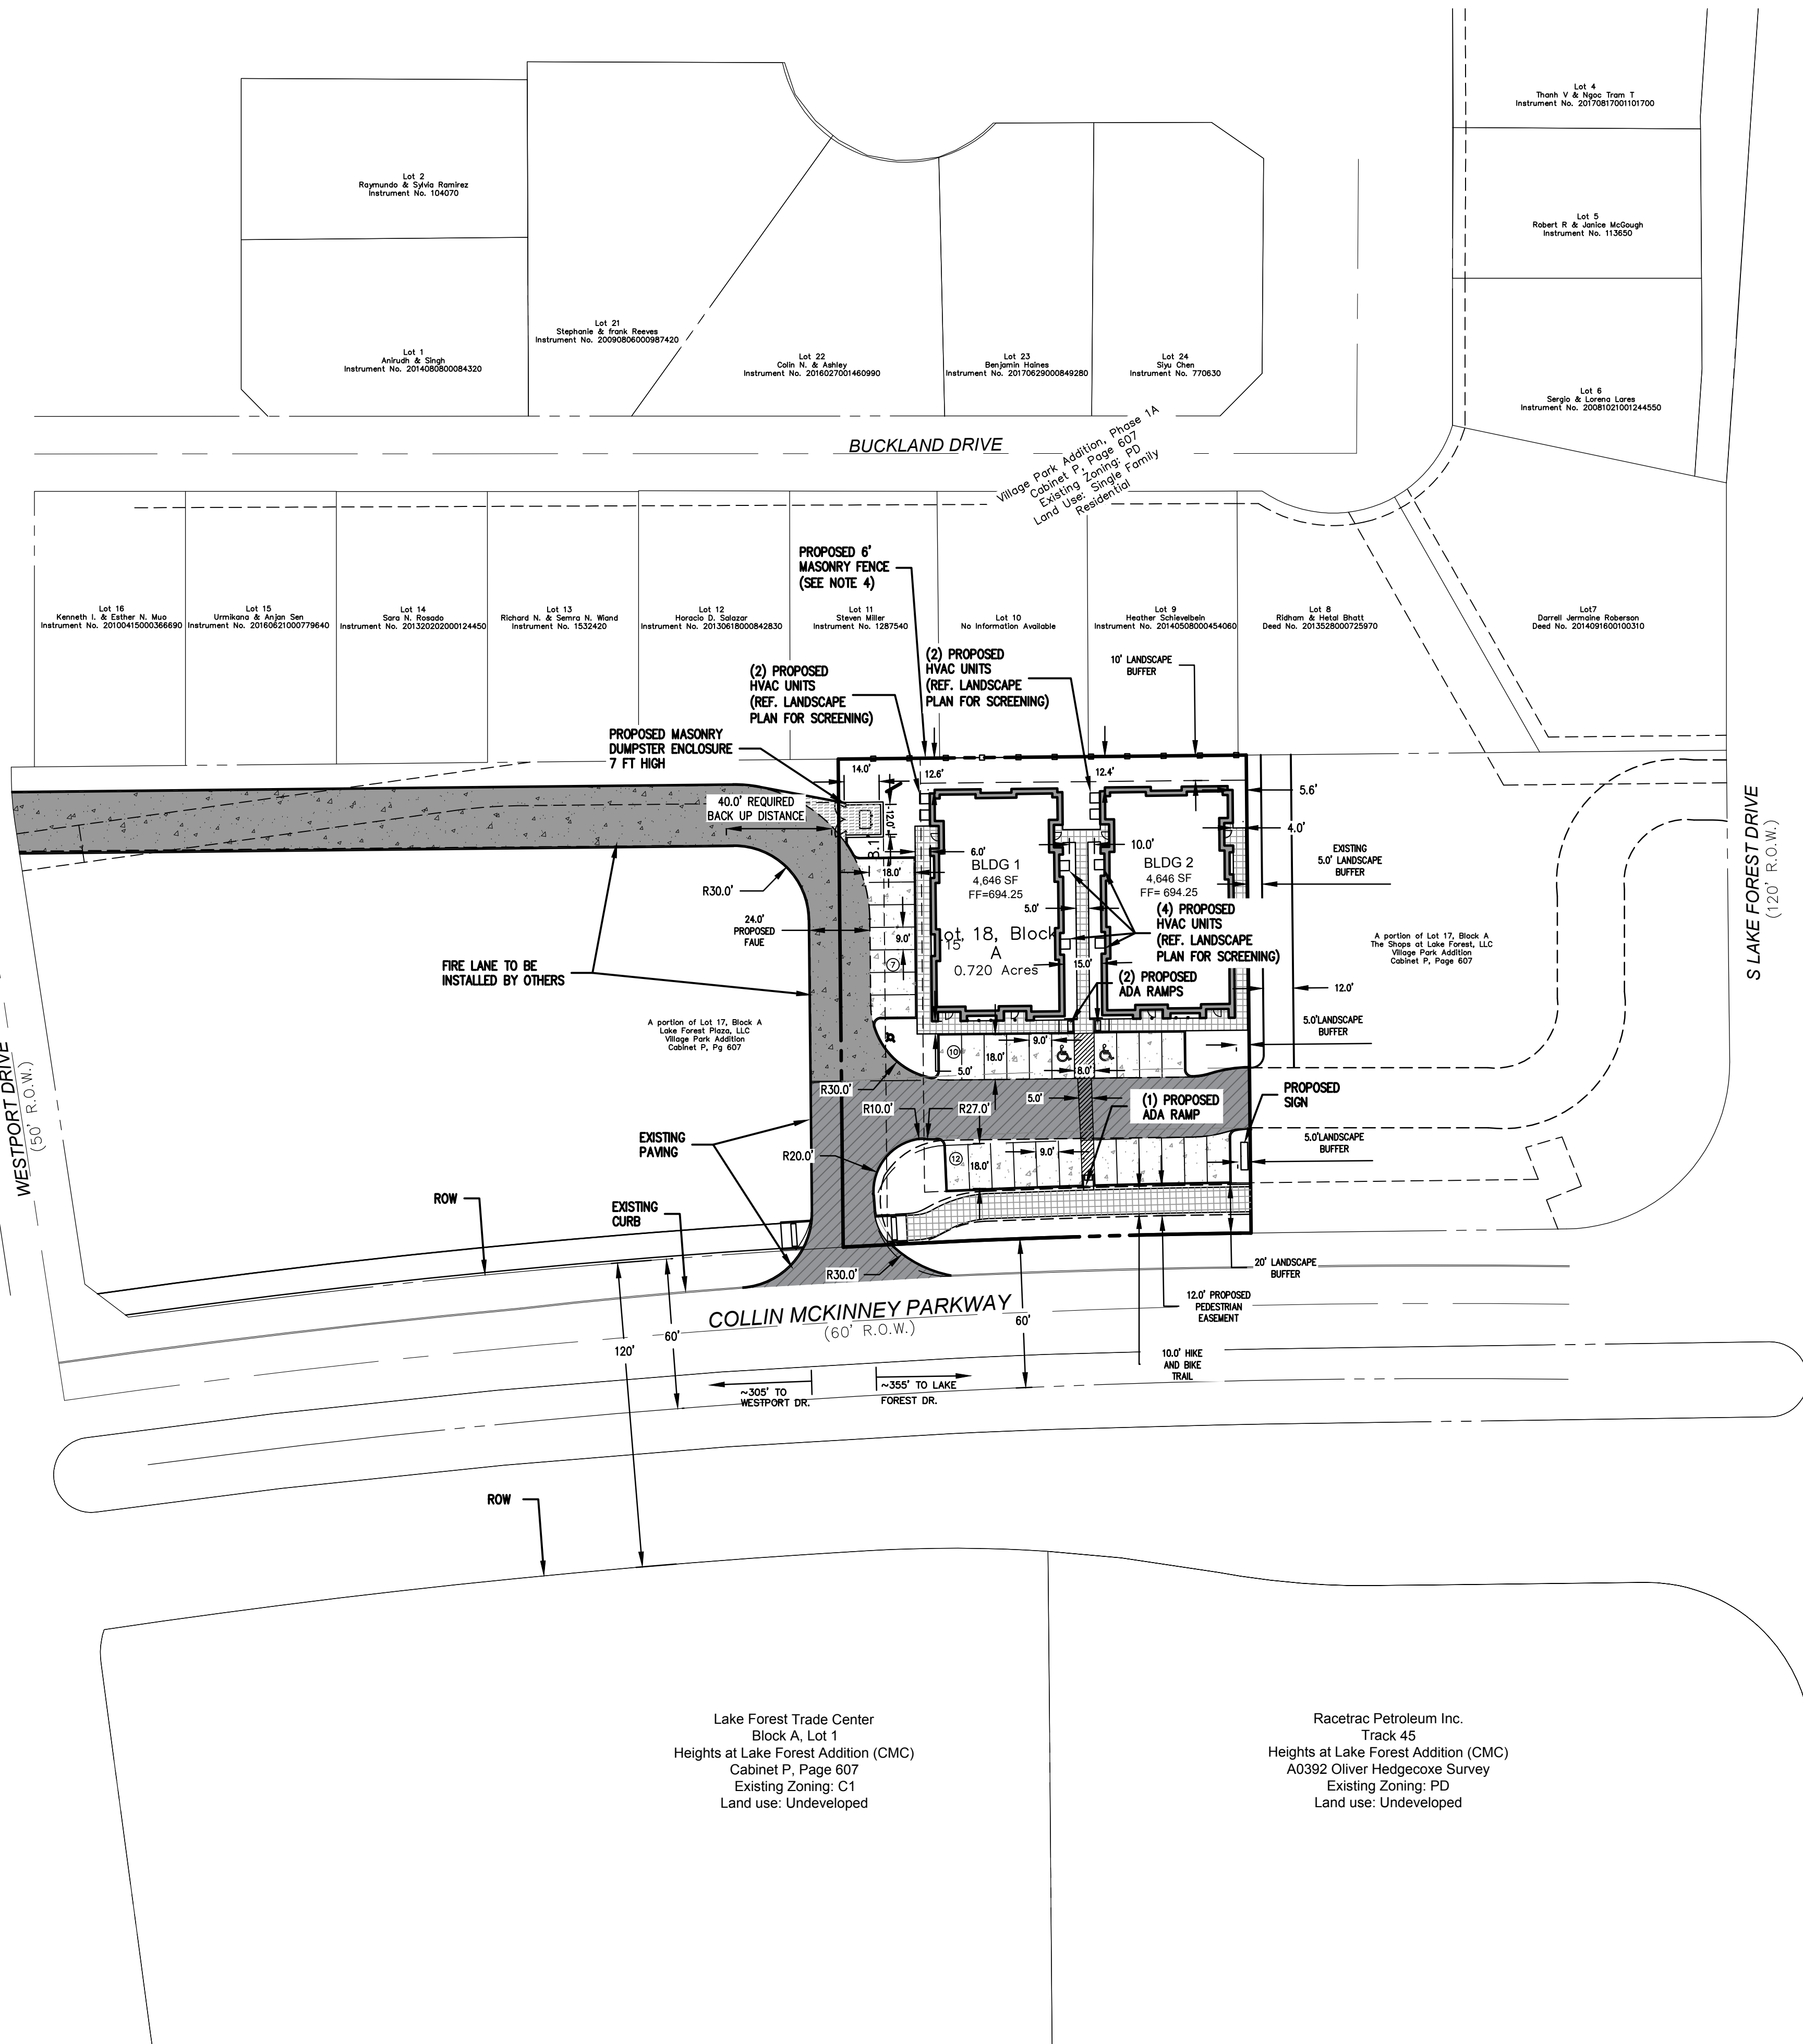 Lot 4
Thanh V & Ngoc Tram T
Instrument No. 20170817001101700
Lot 2
Raymundo & Sylvia Ramirez
Instrument No. 104070
Lot 5
Robert R & Janice McGough
Instrument No. 113650
Lot 21
Stephanie & frank Reeves
Instrument No. 20090806000987420
Lot 1
Anirudh & Singh
Instrument No. 2014080800084320
Lot 22
Colin N. & Ashley
Instrument No. 2016027001460990
Lot 23
Benjamin Haines
Instrument No. 20170629000849280
Lot 24
Siyu Chen
Instrument No. 770630
Lot 6
Sergio & Lorena Lares
Instrument No. 20081021001244550
BUCKLAND DRIVE
Village Park Addition, Phase 1A
Cabinet P, Page 607
Existing Zoning: PD
Land Use: Single Family
Residential
PROPOSED 6'
MASONRY FENCE
(SEE NOTE 4)
Lot 16
Kenneth I. & Esther N. Muo
Instrument No. 20100415000366690
Lot 15
Urmikana & Anjan Sen
Instrument No. 20160621000779640
Lot 14
Sara N. Rosado
Instrument No. 201320202000124450
Lot 13
Richard N. & Semra N. Wiand
Instrument No. 1532420
Lot 12
Horacio D. Salazar
Instrument No. 20130618000842830
Lot 11
Steven Miller
Instrument No. 1287540
Lot 10
No Information Available
Lot 9
Heather Schievelbein
Instrument No. 20140508000454060
Lot 8
Ridham & Hetal Bhatt
Deed No. 2013528000725970
Lot7
Darrell Jermaine Roberson
Deed No. 2014091600100310
(2) PROPOSED
HVAC UNITS
(REF. LANDSCAPE
PLAN FOR SCREENING)
(2) PROPOSED
HVAC UNITS
(REF. LANDSCAPE
PLAN FOR SCREENING)
10' LANDSCAPE
BUFFER
PROPOSED MASONRY
DUMPSTER ENCLOSURE
7 FT HIGH
14.0'
12.6'
12.4'
5.6'
40.0' REQUIRED
BACK UP DISTANCE
12.0'
8.1
4.0'
6.0'
10.0'
BLDG 1
4,646 SF
FF=694.25
BLDG 2
4,646 SF
FF= 694.25
EXISTING
5.0' LANDSCAPE
BUFFER
18.0'
R30.0'
24.0'
PROPOSED
FAUE
5.0'
9.0'
(4) PROPOSED
HVAC UNITS
(REF. LANDSCAPE
PLAN FOR SCREENING)
ot 18, Block
A
0.720 Acres
15
7
15.0'
FIRE LANE TO BE
INSTALLED BY OTHERS
A portion of Lot 17, Block A
The Shops at Lake Forest, LLC
Village Park Addition
Cabinet P, Page 607
(2) PROPOSED
ADA RAMPS
12.0'
S LAKE FOREST DRIVE
(120' R.O.W.)
A portion of Lot 17, Block A
Lake Forest Plaza, LLC
Village Park Addition
Cabinet P, Pg 607
5.0'LANDSCAPE
BUFFER
10
9.0'
18.0'
5.0'
8.0'
R30.0'
R10.0'
R27.0'
5.0'
(1) PROPOSED
ADA RAMP
PROPOSED
SIGN
WESTPORT DRIVE
(50' R.O.W.)
EXISTING
PAVING
R20.0'
12
18.0'
9.0'
5.0'LANDSCAPE
BUFFER
ROW
EXISTING
CURB
R30.0'
20' LANDSCAPE
BUFFER
COLLIN MCKINNEY PARKWAY
(60' R.O.W.)
12.0' PROPOSED
PEDESTRIAN
EASEMENT
60'
120'
60'
10.0' HIKE
AND BIKE
TRAIL
~305' TO
WESTPORT DR.
~355' TO LAKE
FOREST DR.
ROW
Lake Forest Trade Center
Block A, Lot 1
Heights at Lake Forest Addition (CMC)
Cabinet P, Page 607
Existing Zoning: C1
Land use: Undeveloped
Racetrac Petroleum Inc.
Track 45
Heights at Lake Forest Addition (CMC)
A0392 Oliver Hedgecoxe Survey
Existing Zoning: PD
Land use: Undeveloped